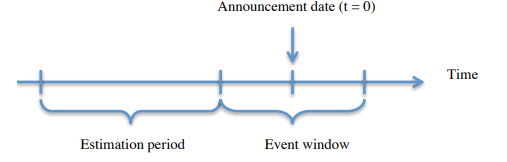 Announcement date (t = 0)
Time
Estimation period
Event window